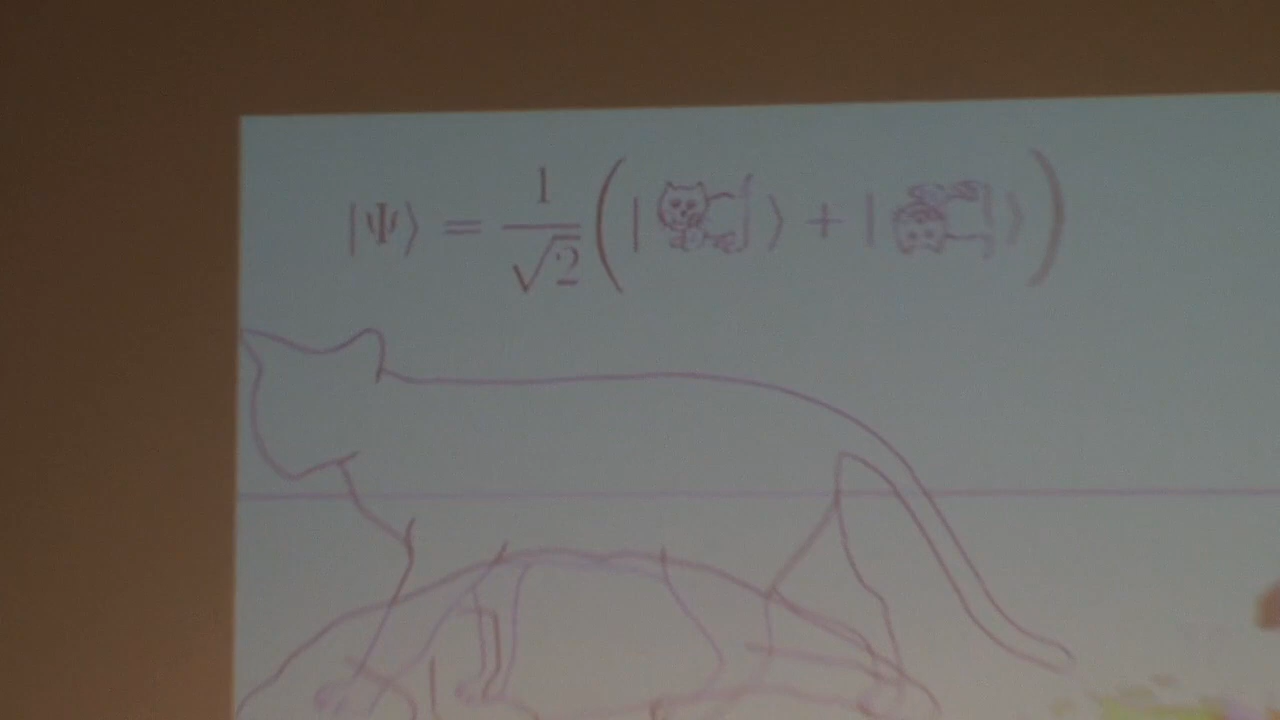 |Ψ⟩ = 1/√2 ( | ⟩ + | ⟩ )